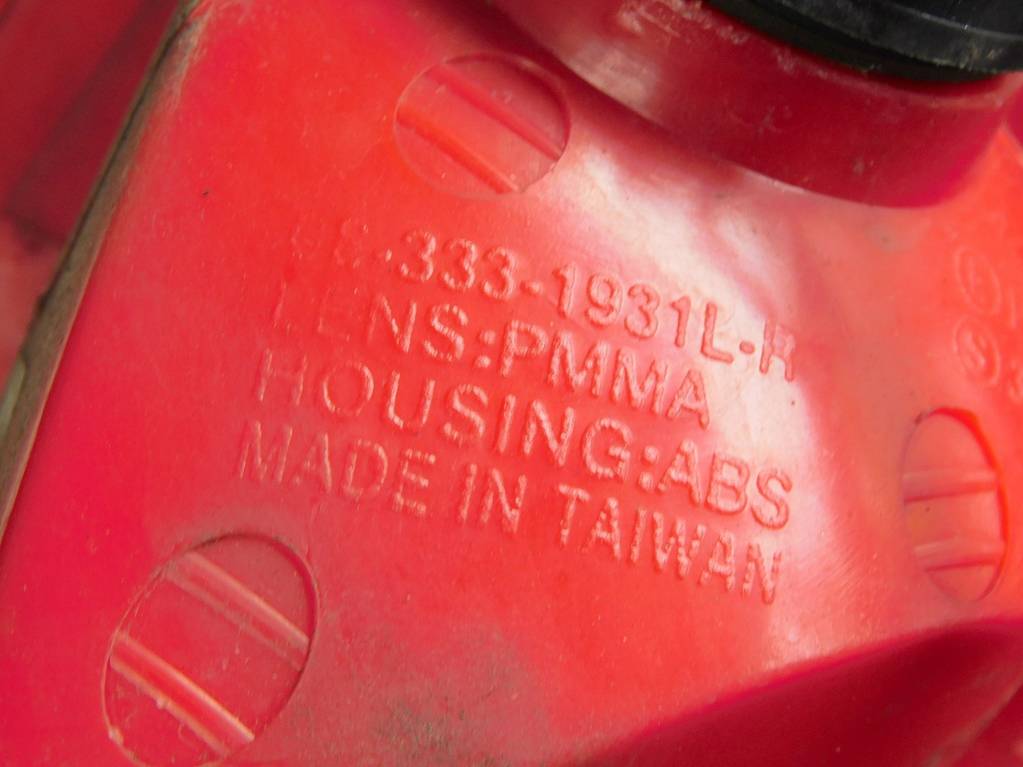 -333-1931L-R
LENS:PMMA
HOUSING:ABS
MADE IN TAIWAN